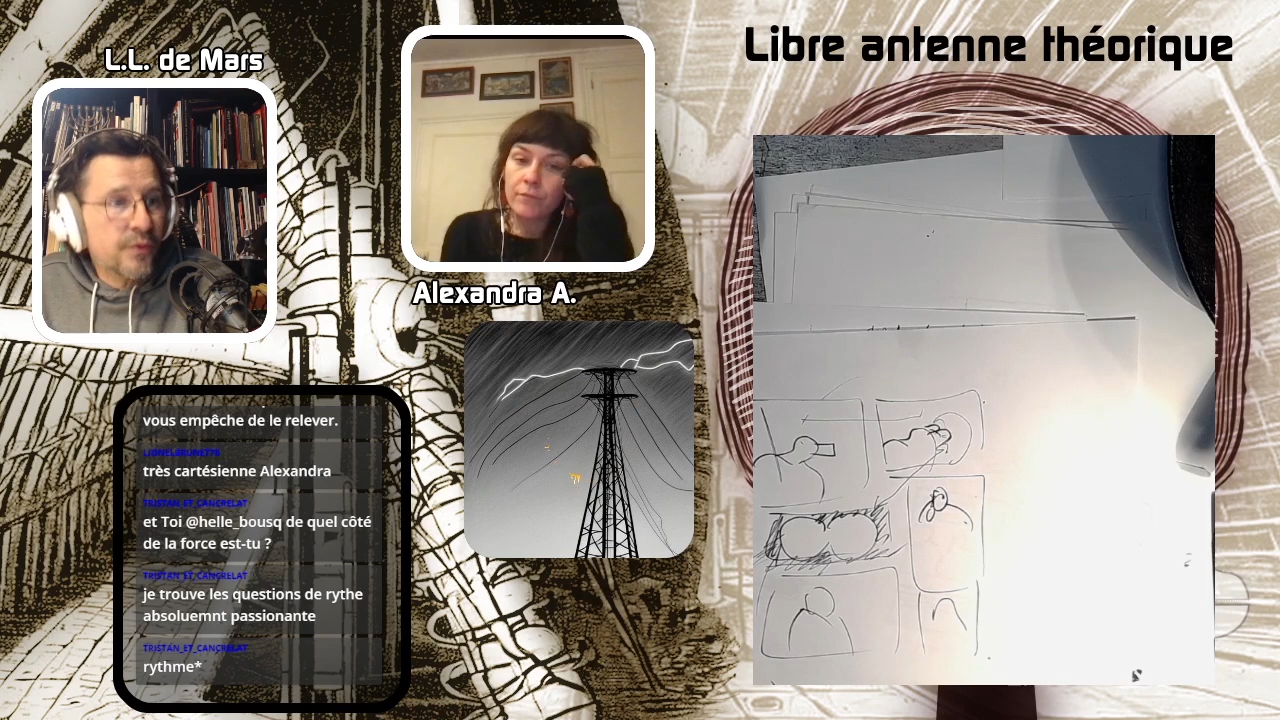 L.L. de Mars
Libre antenne théorique
Alexandra A.
vous empêche de le relever.
LIONELBRUNET78
très cartésienne Alexandra
TRISTAN_ET_CANCRELAT
et Toi @helle_bousq de quel côté
de la force est-tu ?
TRISTAN_ET_CANCRELAT
je trouve les questions de rythe
absoluemnt passionante
TRISTAN_ET_CANCRELAT
rythme*